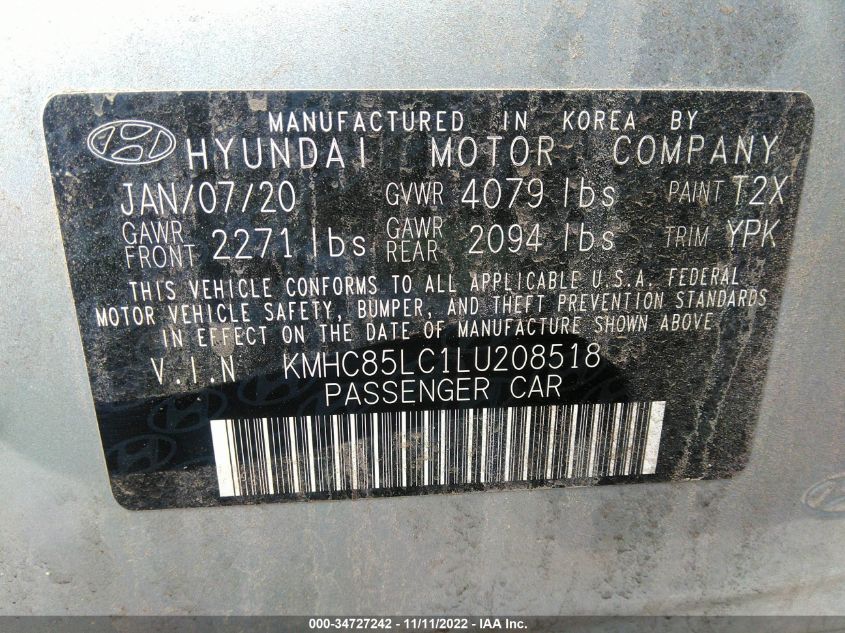 MANUFACTURED IN KOREA BY
HYUNDAI MOTOR COMPANY
JAN/07/20 GVWR 4079 lbs PAINT T2X
GAWR FRONT 2271 lbs GAWR REAR 2094 lbs TRIM YPK
THIS VEHICLE CONFORMS TO ALL APPLICABLE U.S.A. FEDERAL
MOTOR VEHICLE SAFETY, BUMPER, AND THEFT PREVENTION STANDARDS
IN EFFECT ON THE DATE OF MANUFACTURE SHOWN ABOVE
V.I.N KMHC85LC1LU208518
PASSENGER CAR
000-34727242 - 11/11/2022 - IAA Inc.